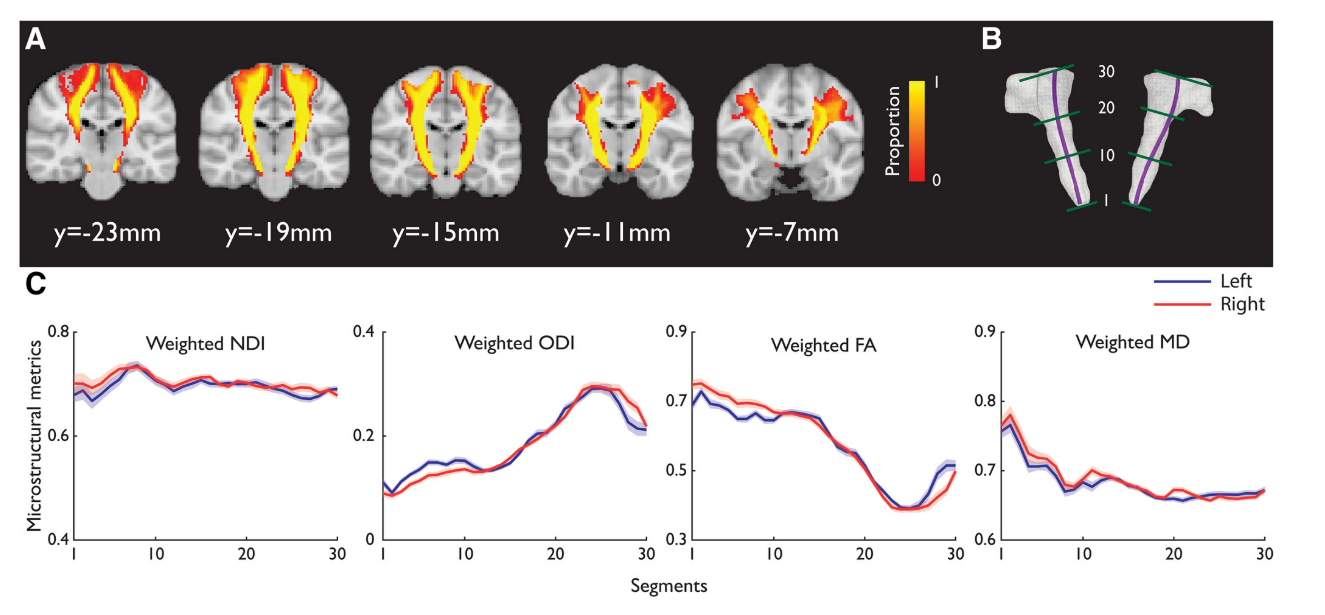 A
B
y=-23mm
y=-19mm
y=-15mm
y=-11mm
y=-7mm
Proportion
1
0
30
20
10
1
C
Left
Right
Microstructural metrics
Weighted NDI
0.8
0.6
0.4
1 10 20 30
Weighted ODI
0.4
0.2
0
1 10 20 30
Weighted FA
0.9
0.7
0.5
0.3
1 10 20 30
Weighted MD
0.9
0.8
0.7
0.6
1 10 20 30
Segments